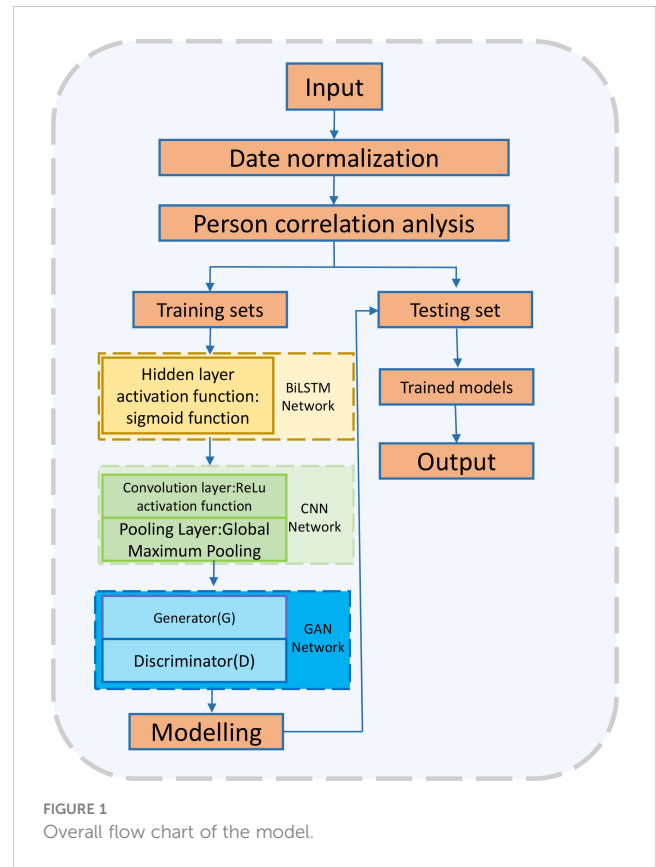 Input
Date normalization
Person correlation anlysis
Training sets
Testing set
Hidden layer
activation function:
sigmoid function
BiLSTM
Network
Trained models
Output
Convolution layer:ReLu
activation function
Pooling Layer:Global
Maximum Pooling
CNN
Network
Generator(G)
Discriminator(D)
GAN
Network
Modelling
FIGURE 1
Overall flow chart of the model.